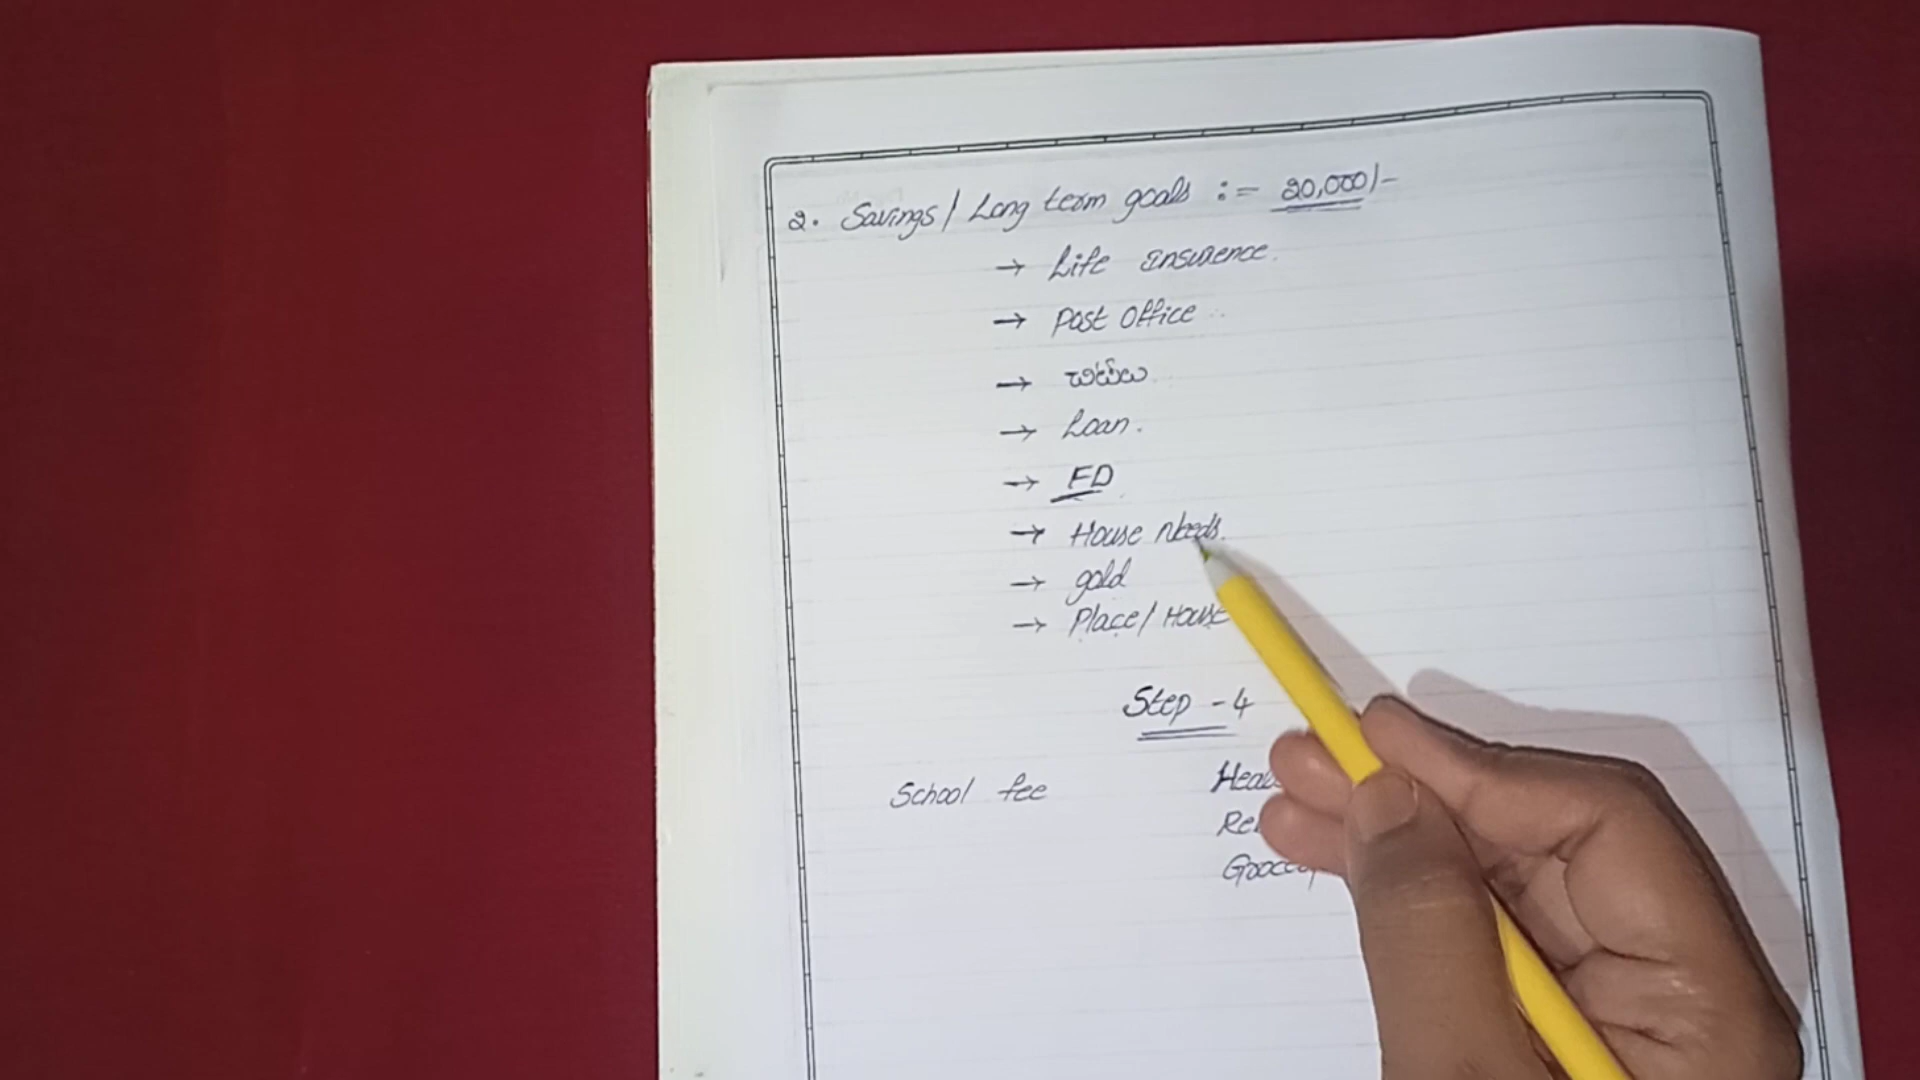 2. Savings / Long term goals :- 20,000/-
→ Life insurence.
→ Post Office
→ చిట్టీలు
→ Loan.
→ FD
→ House needs.
→ gold
→ Place / House
Step - 4
School fee